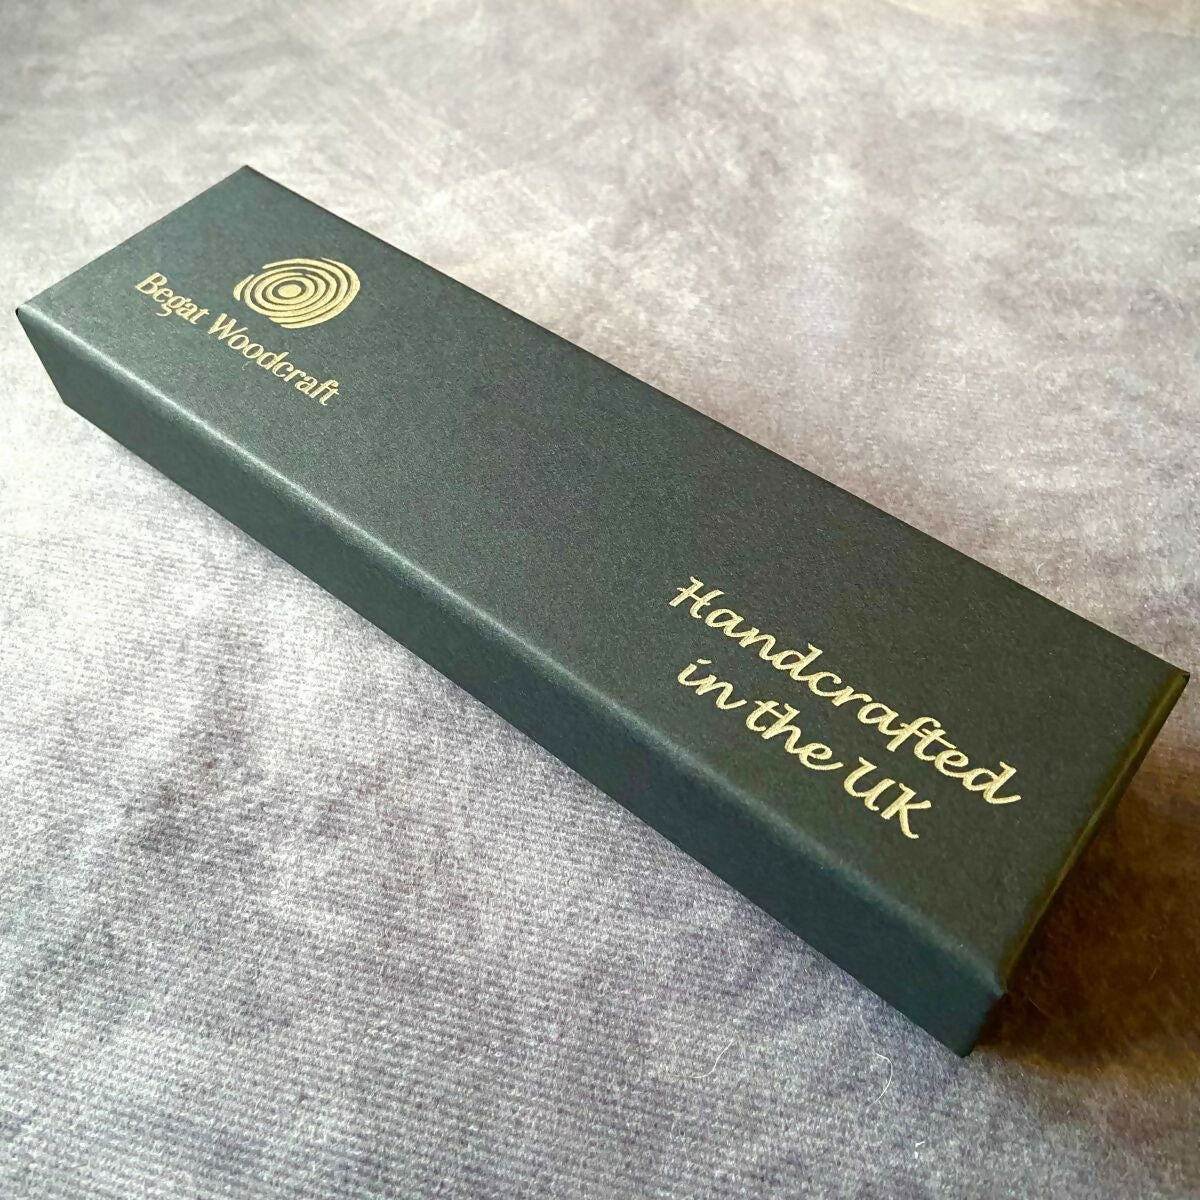 Begat Woodcraft
Handcrafted
in the UK